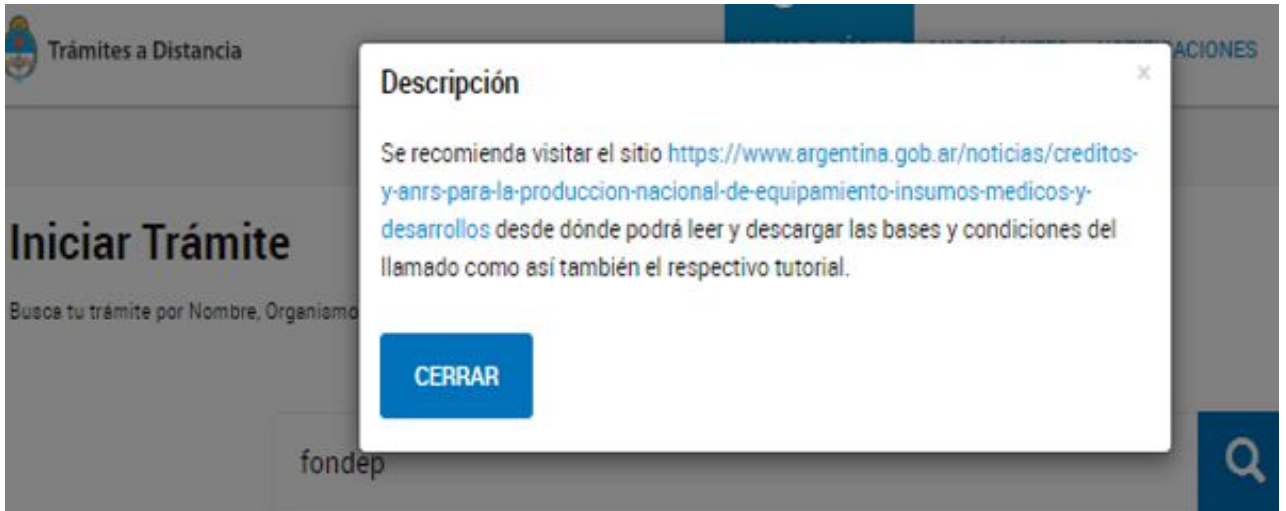 Trámites a Distancia
ACIONES
Descripción
x
Se recomienda visitar el sitio https://www.argentina.gob.ar/noticias/creditos-
y-anrs-para-la-produccion-nacional-de-equipamiento-insumos-medicos-y-
desarrollos desde dónde podrá leer y descargar las bases y condiciones del
llamado como así también el respectivo tutorial.
Iniciar Trámite
Busca tu trámite por Nombre, Organismo
CERRAR
fondep